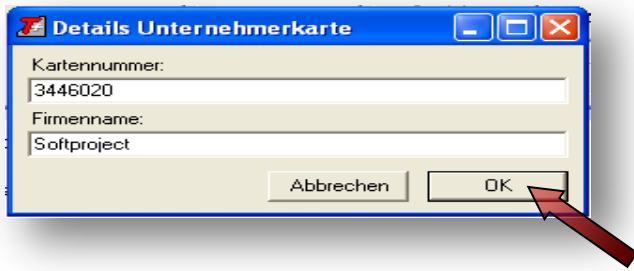 Details Unternehmerkarte
Kartennummer:
3446020
Firmenname:
Softproject
Abbrechen OK